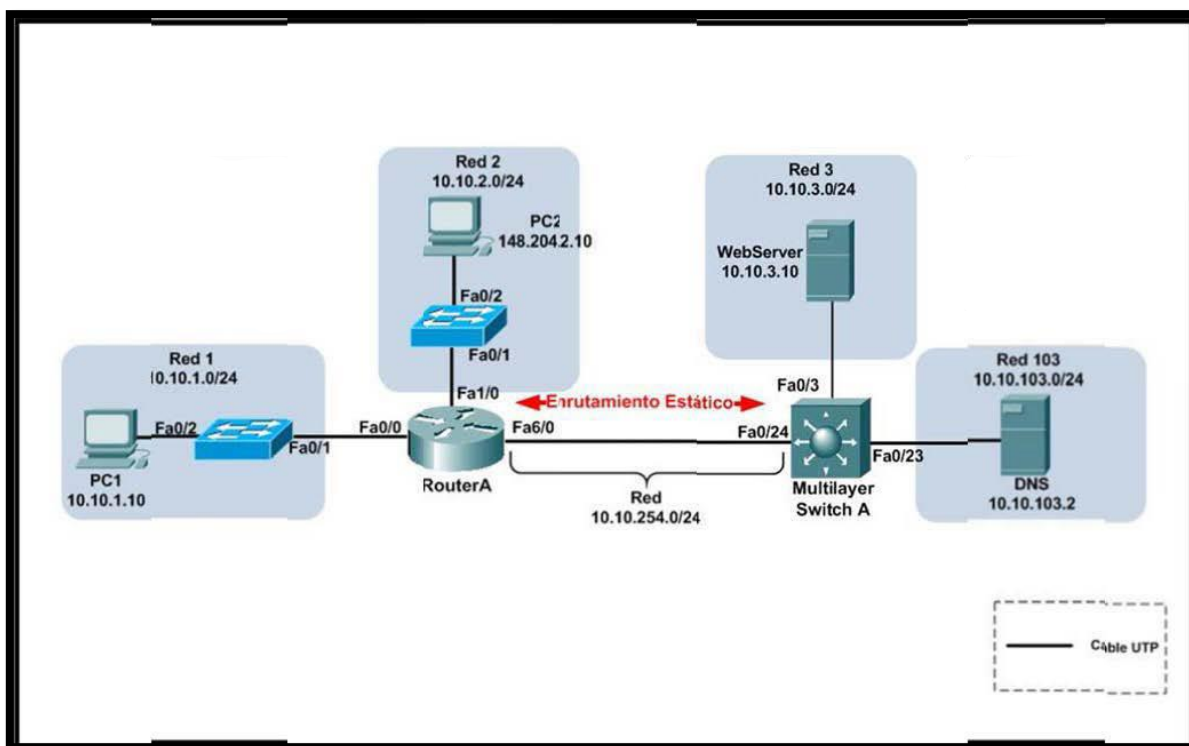 Red 2
10.10.2.0/24
PC2
148.204.2.10
Fa0/2
Fa0/1
Red 3
10.10.3.0/24
WebServer
10.10.3.10
Red 1
10.10.1.0/24
Fa0/2
Fa0/1
PC1
10.10.1.10
Fa1/0
Fa0/0
Fa6/0
RouterA
Enrutamiento Estático
Red
10.10.254.0/24
Fa0/3
Fa0/24
Fa0/23
Multilayer
Switch A
Red 103
10.10.103.0/24
DNS
10.10.103.2
Cable UTP